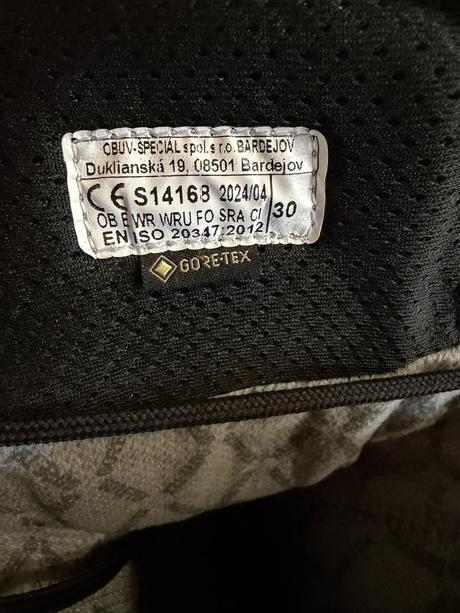 OBUV-SPECIAL spol.s r.o. BARDEJOV
Duklianská 19, 08501 Bardejov
CE S14168 2024/04
OB E WR WRU FO SRA CI 30
EN ISO 20347:2012
GORE-TEX